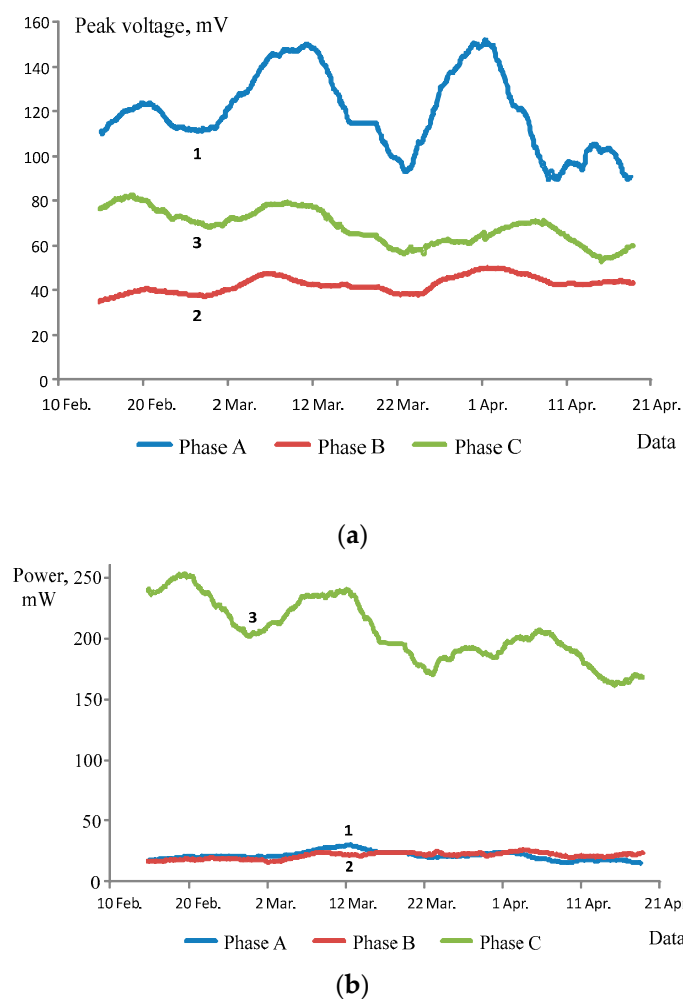 Peak voltage, mV
160
140
120
100
80
60
40
20
0
1
3
2
10 Feb. 20 Feb. 2 Mar. 12 Mar. 22 Mar. 1 Apr. 11 Apr. 21 Apr.
Data
Phase A Phase B Phase C
(a)
Power, mW
250
200
150
100
50
0
3
1
2
10 Feb. 20 Feb. 2 Mar. 12 Mar. 22 Mar. 1 Apr. 11 Apr. 21 Apr
Data
Phase A Phase B Phase C
(b)